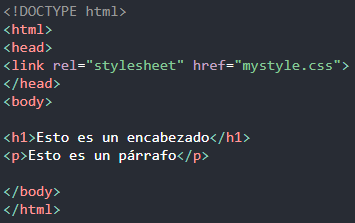 <!DOCTYPE html>
<html>
<head>
<link rel="stylesheet" href="mystyle.css">
</head>
<body>
<h1>Esto es un encabezado</h1>
<p>Esto es un párrafo</p>
</body>
</html>